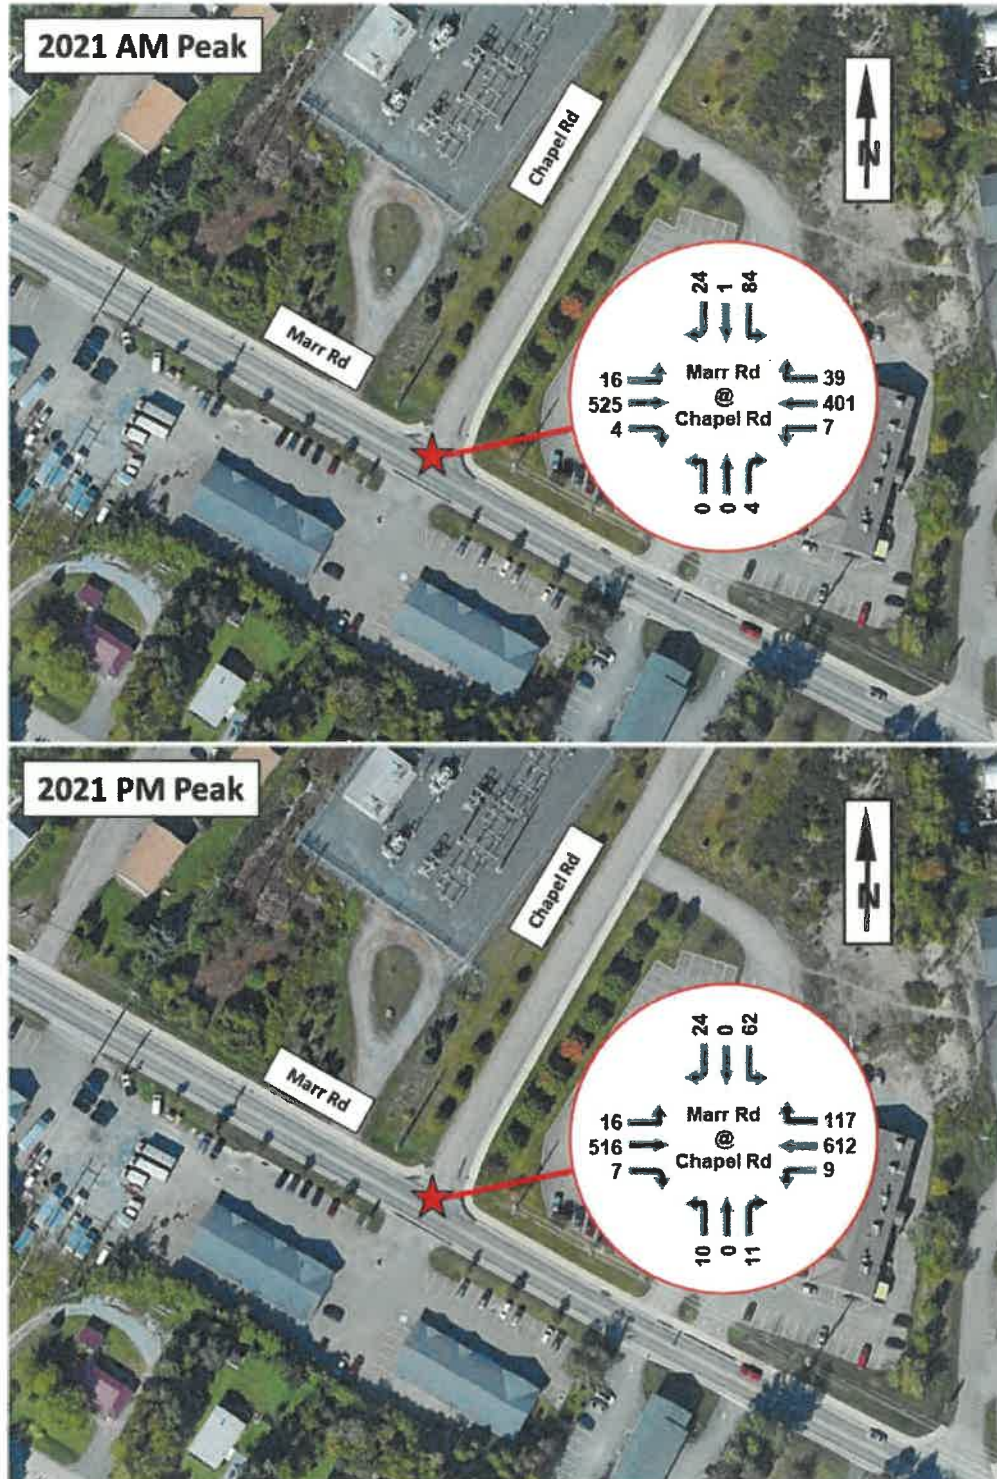 2021 AM Peak
Chapel Rd
N
Marr Rd
24 1 84
16
525
4
Marr Rd
@
Chapel Rd
39
401
7
0 0 4
2021 PM Peak
Chapel Rd
N
Marr Rd
24 0 62
16
516
7
Marr Rd
@
Chapel Rd
117
612
9
10 0 11